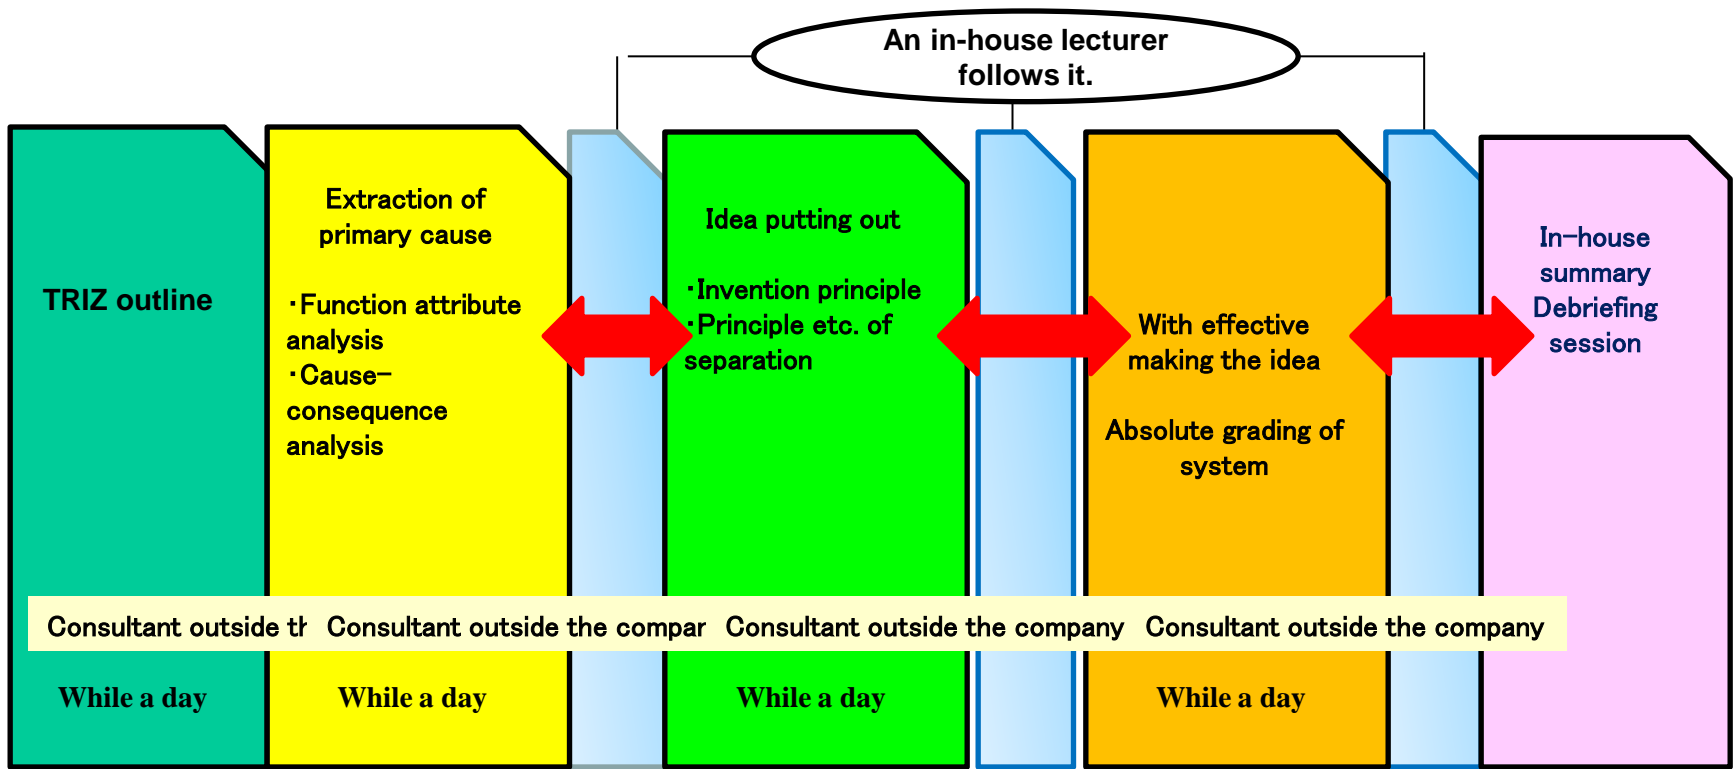 An in-house lecturer
follows it.
TRIZ outline
Extraction of
primary cause
・Function attribute
analysis
・Cause-
consequence
analysis
Idea putting out
・Invention principle
・Principle etc. of
separation
With effective
making the idea
Absolute grading of
system
In-house
summary
Debriefing
session
Consultant outside th
Consultant outside the compar
Consultant outside the company
Consultant outside the company
While a day
While a day
While a day
While a day